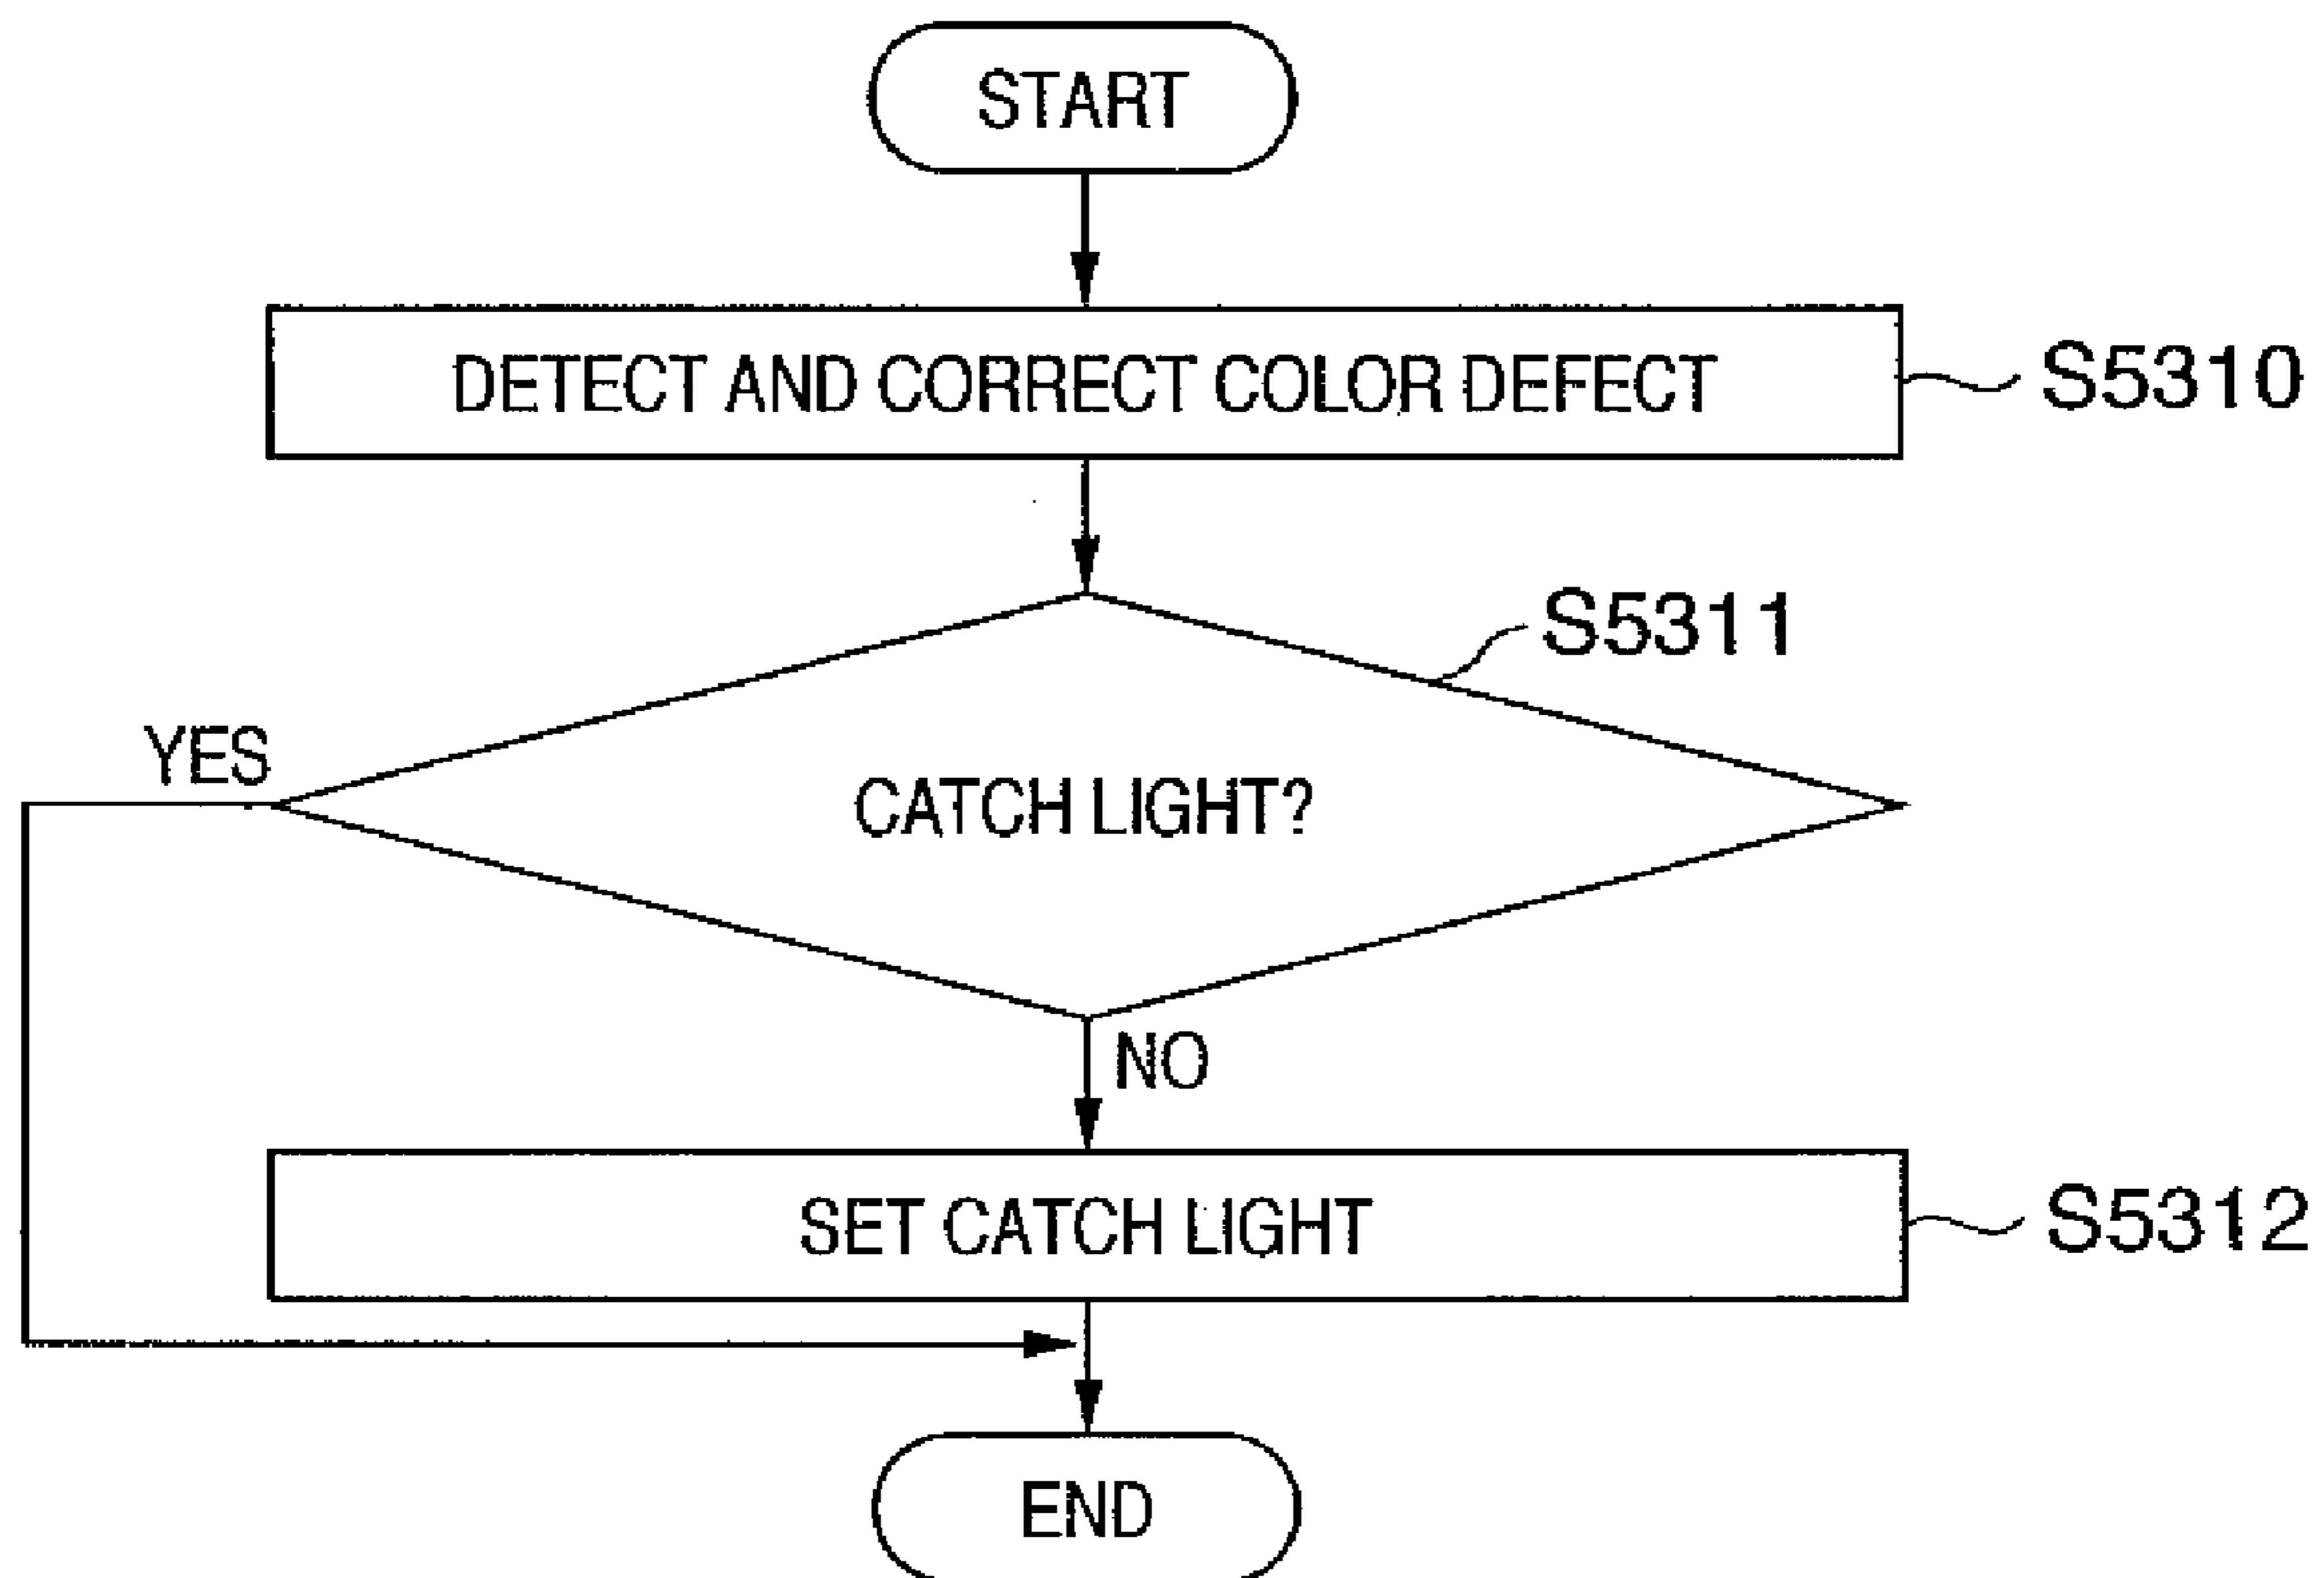 START
DETECT AND CORRECT COLOR DEFECT
S5310
S5311
YES
CATCH LIGHT?
NO
SET CATCH LIGHT
S5312
END